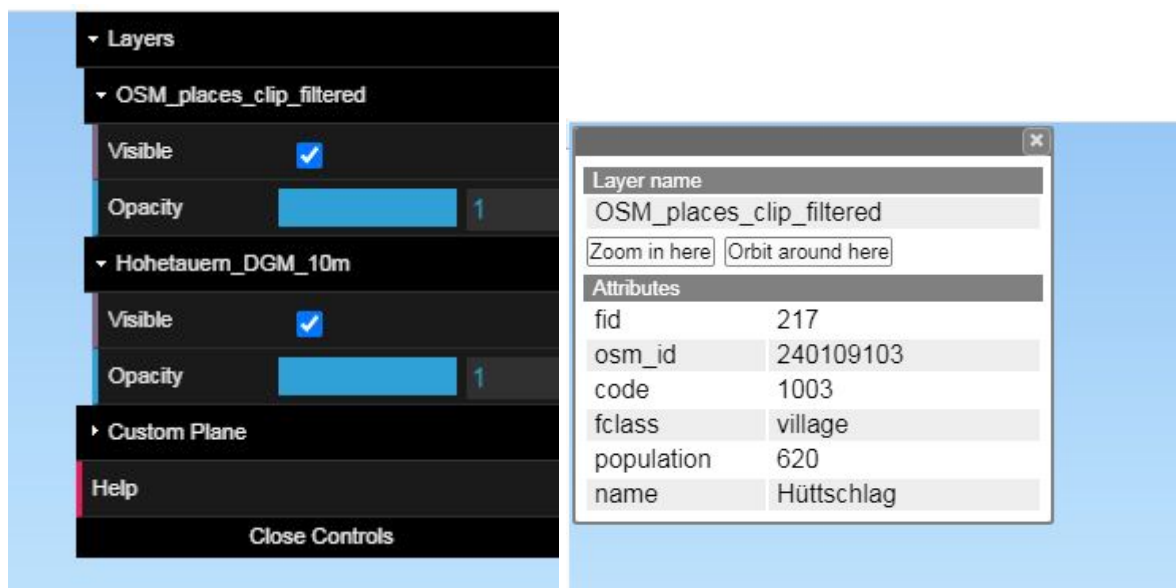 Layers
OSM_places_clip_filtered
Visible
Opacity 1
Hohetauern_DGM_10m
Visible
Opacity 1
Custom Plane
Help
Close Controls
Layer name
OSM_places_clip_filtered
Zoom in here Orbit around here
Attributes
fid 217
osm_id 240109103
code 1003
fclass village
population 620
name Hüttschlag